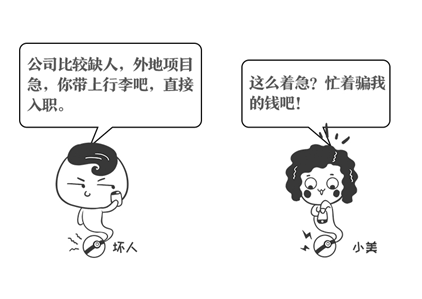 公司比较缺人，外地项目
急，你带上行李吧，直接
入职。
这么着急？忙着骗我
的钱吧！
坏人
小美